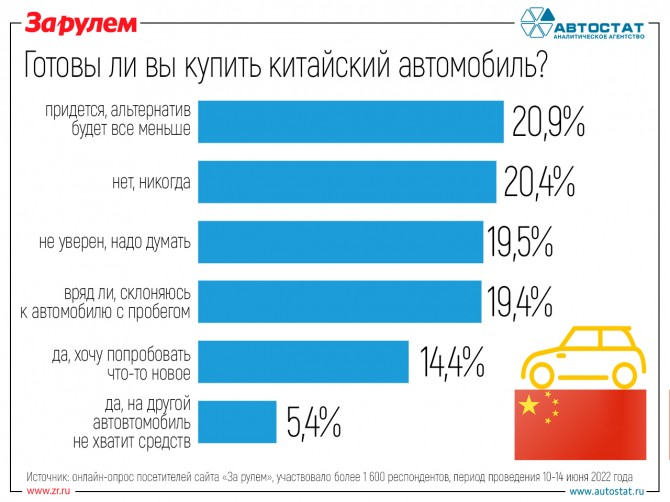 ЗА РУЛЕМ
АВТОСТАТ
АНАЛИТИЧЕСКОЕ АГЕНТСТВО
Готовы ли вы купить китайский автомобиль?
придется, альтернатив
будет все меньше
20,9%
нет, никогда
20,4%
не уверен, надо думать
19,5%
вряд ли, склоняюсь
к автомобилю с пробегом
19,4%
да, хочу попробовать
что-то новое
14,4%
да, на другой
автовтомобиль
не хватит средств
5,4%
Источник: онлайн-опрос посетителей сайта «За рулем», участвовало более 1 600 респондентов, период проведения 10-14 июня 2022 года
www.zr.ru
www.autostat.ru